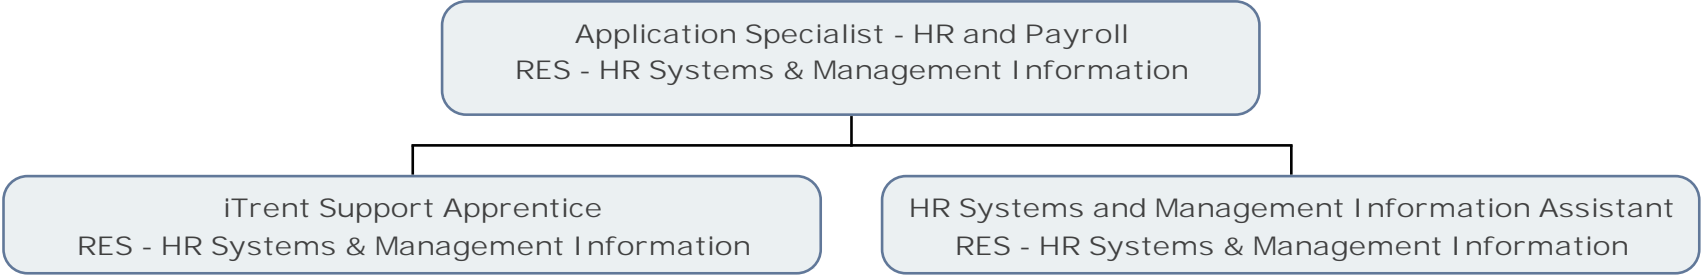 Application Specialist - HR and Payroll
RES - HR Systems & Management Information
iTrent Support Apprentice
RES - HR Systems & Management Information
HR Systems and Management Information Assistant
RES - HR Systems & Management Information